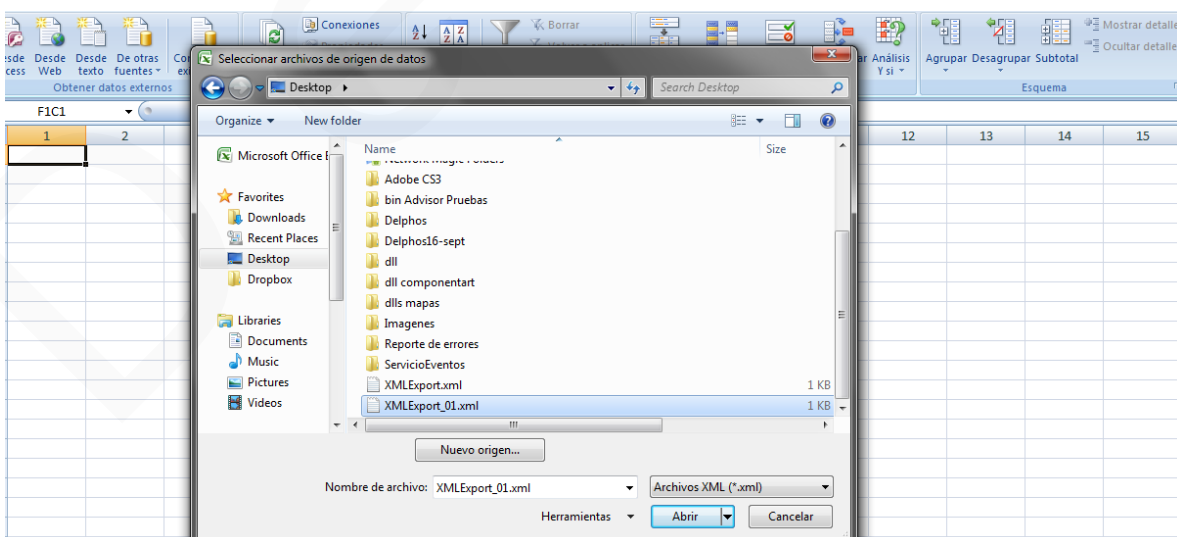 Conexiones
Borrar
Mostrar detalle
Ocultar detalle
Desde Desde De otras
Web texto fuentes
Análisis
Y si
Agrupar Desagrupar Subtotal
Obtener datos externos
Esquema
Seleccionar archivos de origen de datos
Desktop
Search Desktop
F1C1
Organize
New folder
1 2 12 13 14 15
Name Size
Microsoft Office E
Favorites
Downloads
Recent Places
Desktop
Dropbox
Libraries
Documents
Music
Pictures
Videos
Network Magic Folders
Adobe CS3
bin Advisor Pruebas
Delphos
Delphos16-sept
dll
dll componentart
dlls mapas
Imagenes
Reporte de errores
ServicioEventos
XMLExport.xml 1 KB
XMLExport_01.xml 1 KB
Nuevo origen...
Nombre de archivo: XMLExport_01.xml Archivos XML (*.xml)
Herramientas Abrir Cancelar